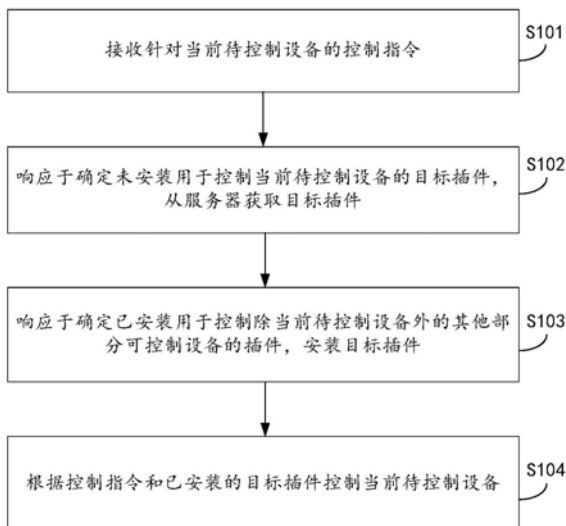 接收针对当前待控制设备的控制指令
S101
响应于确定未安装用于控制当前待控制设备的目标插件，
从服务器获取目标插件
S102
响应于确定已安装用于控制除当前待控制设备外的其他部
分可控制设备的插件，安装目标插件
S103
根据控制指令和已安装的目标插件控制当前待控制设备
S104